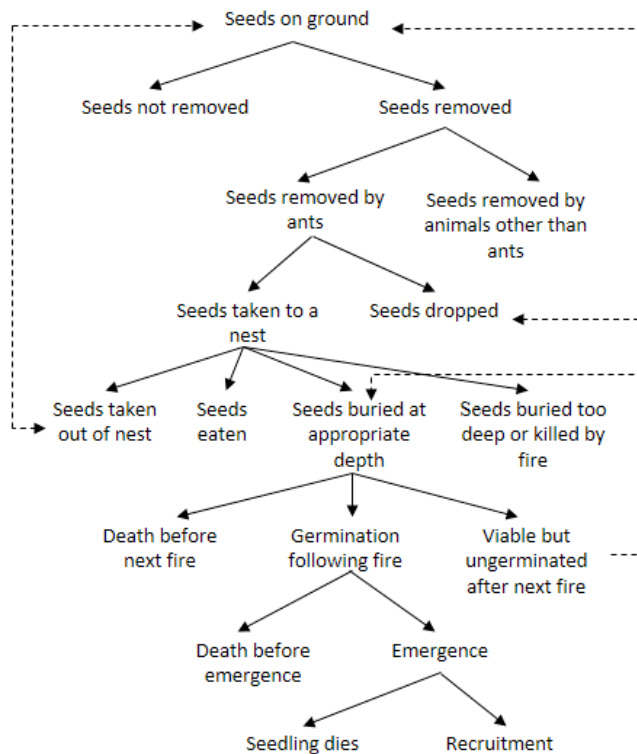 Seeds on ground
Seeds not removed
Seeds removed
Seeds removed by
ants
Seeds removed by
animals other than
ants
Seeds taken to a
nest
Seeds dropped
Seeds taken
out of nest
Seeds
eaten
Seeds buried at
appropriate
depth
Seeds buried too
deep or killed by
fire
Death before
next fire
Germination
following fire
Viable but
ungerminated
after next fire
Death before
emergence
Emergence
Seedling dies
Recruitment